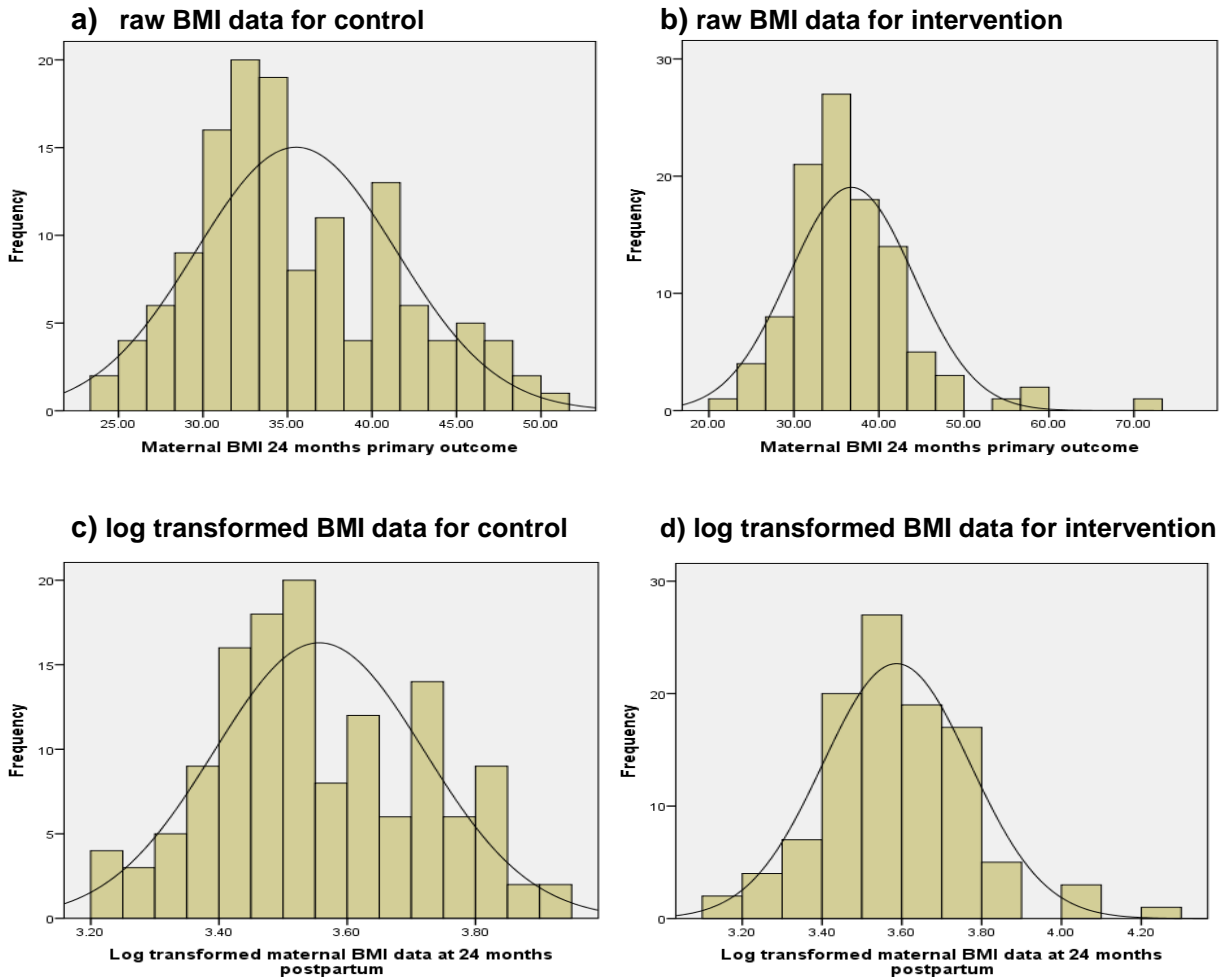 a) raw BMI data for control
20
15
10
5
0
Frequency
25.00 30.00 35.00 40.00 45.00 50.00
Maternal BMI 24 months primary outcome
b) raw BMI data for intervention
30
20
10
0
Frequency
20.00 30.00 40.00 50.00 60.00 70.00
Maternal BMI 24 months primary outcome
c) log transformed BMI data for control
20
15
10
5
0
Frequency
3.20 3.40 3.60 3.80
Log transformed maternal BMI data at 24 months
postpartum
d) log transformed BMI data for intervention
30
20
10
0
Frequency
3.20 3.40 3.60 3.80 4.00 4.20
Log transformed maternal BMI data at 24 months
postpartum